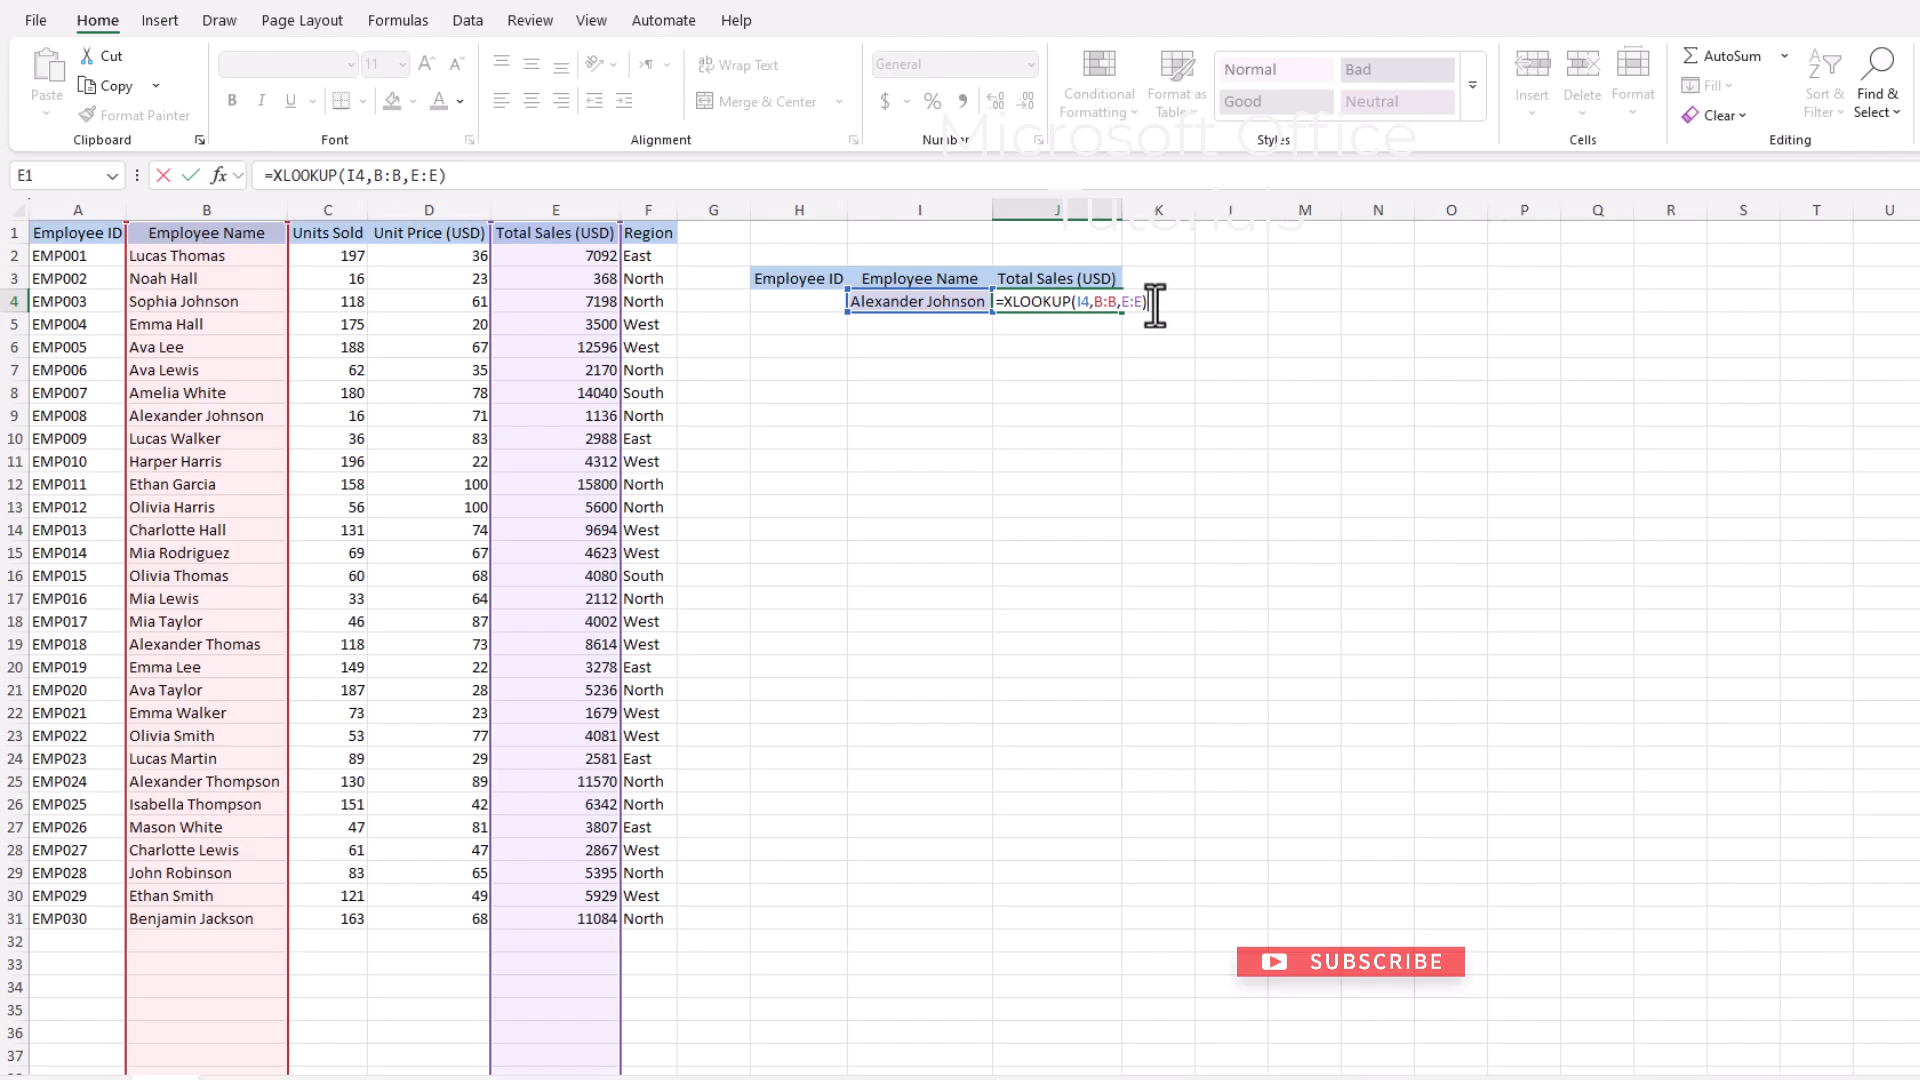 File Home Insert Draw Page Layout Formulas Data Review View Automate Help
Paste Cut Copy Format Painter Clipboard
11 B I U Font
Wrap Text Merge & Center Alignment
General $ % Number
Conditional Formatting Format as Table Normal Bad Good Neutral Styles
Insert Delete Format Cells
AutoSum Fill Clear Sort & Filter Find & Select Editing
Microsoft Office
Tutorials
E1 fx =XLOOKUP(I4,B:B,E:E)
A B C D E F G H I J K L M N O P Q R S T U
1 Employee ID Employee Name Units Sold Unit Price (USD) Total Sales (USD) Region
2 EMP001 Lucas Thomas 197 36 7092 East
3 EMP002 Noah Hall 16 23 368 North Employee ID Employee Name Total Sales (USD)
4 EMP003 Sophia Johnson 118 61 7198 North Alexander Johnson =XLOOKUP(I4,B:B,E:E)
5 EMP004 Emma Hall 175 20 3500 West
6 EMP005 Ava Lee 188 67 12596 West
7 EMP006 Ava Lewis 62 35 2170 North
8 EMP007 Amelia White 180 78 14040 South
9 EMP008 Alexander Johnson 16 71 1136 North
10 EMP009 Lucas Walker 36 83 2988 East
11 EMP010 Harper Harris 196 22 4312 West
12 EMP011 Ethan Garcia 158 100 15800 North
13 EMP012 Olivia Harris 56 100 5600 North
14 EMP013 Charlotte Hall 131 74 9694 West
15 EMP014 Mia Rodriguez 69 67 4623 West
16 EMP015 Olivia Thomas 60 68 4080 South
17 EMP016 Mia Lewis 33 64 2112 North
18 EMP017 Mia Taylor 46 87 4002 West
19 EMP018 Alexander Thomas 118 73 8614 West
20 EMP019 Emma Lee 149 22 3278 East
21 EMP020 Ava Taylor 187 28 5236 North
22 EMP021 Emma Walker 73 23 1679 West
23 EMP022 Olivia Smith 53 77 4081 West
24 EMP023 Lucas Martin 89 29 2581 East
25 EMP024 Alexander Thompson 130 89 11570 North
26 EMP025 Isabella Thompson 151 42 6342 North
27 EMP026 Mason White 47 81 3807 East
28 EMP027 Charlotte Lewis 61 47 2867 West
29 EMP028 John Robinson 83 65 5395 North
30 EMP029 Ethan Smith 121 49 5929 West
31 EMP030 Benjamin Jackson 163 68 11084 North
32
33
SUBSCRIBE
34
35
36
37